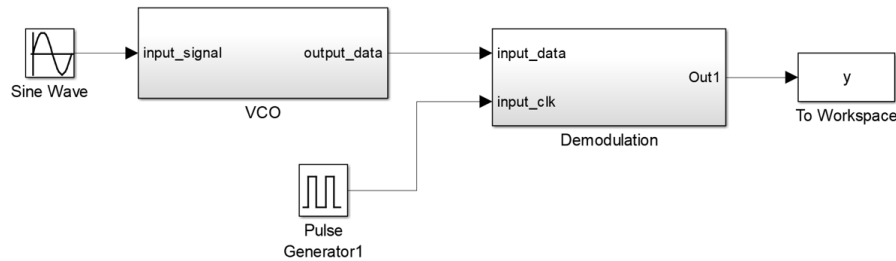 input_signal
output_data
Sine Wave
VCO
input_data
input_clk
Out1
Demodulation
y
To Workspace
Pulse
Generator1